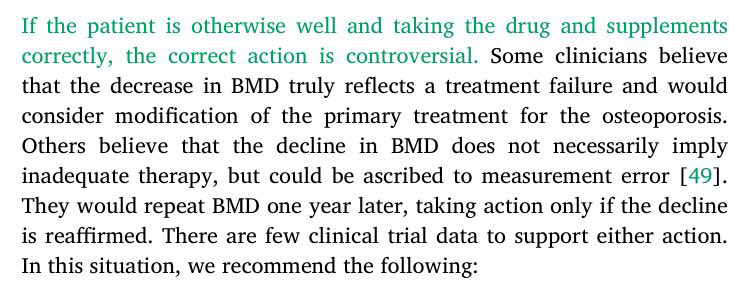 If the patient is otherwise well and taking the drug and supplements
correctly, the correct action is controversial. Some clinicians believe
that the decrease in BMD truly reflects a treatment failure and would
consider modification of the primary treatment for the osteoporosis.
Others believe that the decline in BMD does not necessarily imply
inadequate therapy, but could be ascribed to measurement error [49].
They would repeat BMD one year later, taking action only if the decline
is reaffirmed. There are few clinical trial data to support either action.
In this situation, we recommend the following: